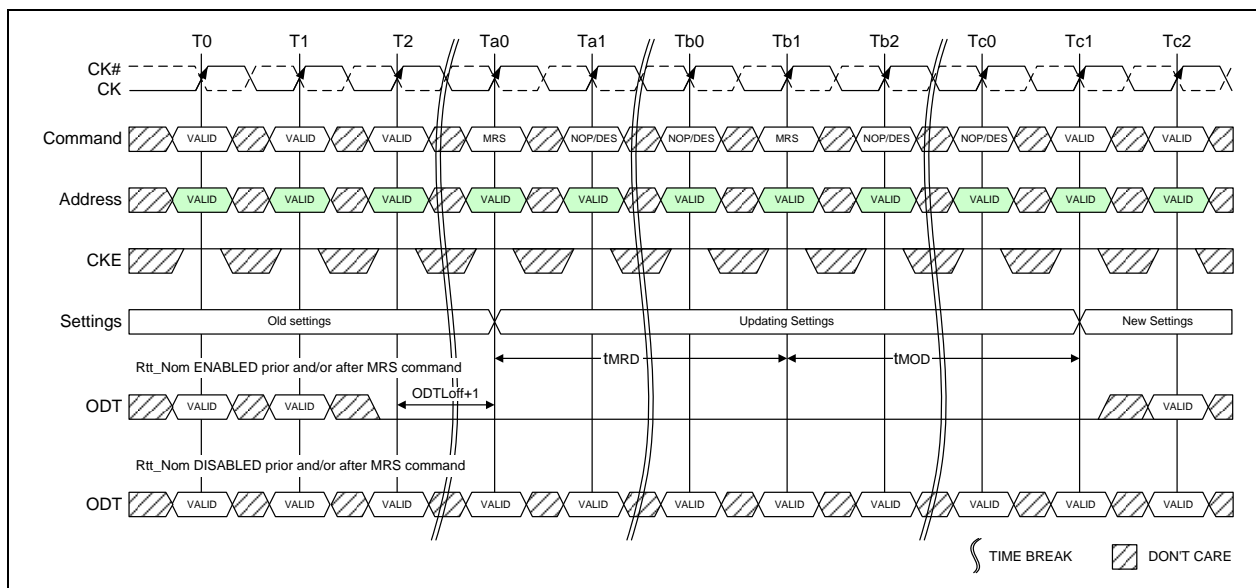 T0 T1 T2 Ta0 Ta1 Tb0 Tb1 Tb2 Tc0 Tc1 Tc2
CK#
CK
Command VALID VALID VALID MRS NOP/DES NOP/DES MRS NOP/DES NOP/DES VALID VALID
Address VALID VALID VALID VALID VALID VALID VALID VALID VALID VALID VALID
CKE
Settings Old settings Updating Settings New Settings
tMRD tMOD
Rtt_Nom ENABLED prior and/or after MRS command
ODTLoff+1
ODT VALID VALID VALID
Rtt_Nom DISABLED prior and/or after MRS command
ODT VALID VALID VALID VALID VALID VALID VALID VALID VALID VALID VALID
TIME BREAK DON'T CARE